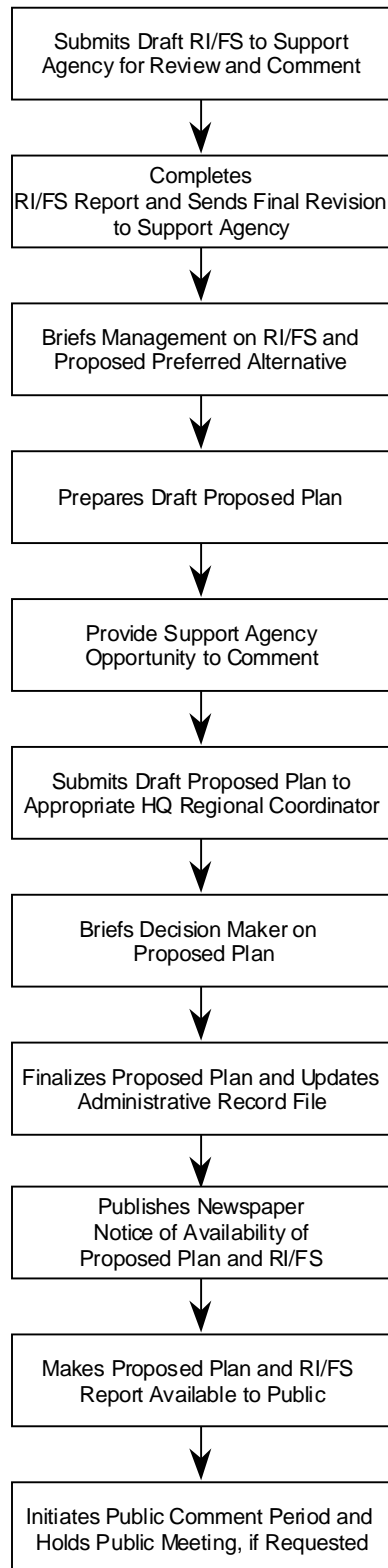 Submits Draft RI/FS to Support
Agency for Review and Comment
Completes
RI/FS Report and Sends Final Revision
to Support Agency
Briefs Management on RI/FS and
Proposed Preferred Alternative
Prepares Draft Proposed Plan
Provide Support Agency
Opportunity to Comment
Submits Draft Proposed Plan to
Appropriate HQ Regional Coordinator
Briefs Decision Maker on
Proposed Plan
Finalizes Proposed Plan and Updates
Administrative Record File
Publishes Newspaper
Notice of Availability of
Proposed Plan and RI/FS
Makes Proposed Plan and RI/FS
Report Available to Public
Initiates Public Comment Period and
Holds Public Meeting, if Requested